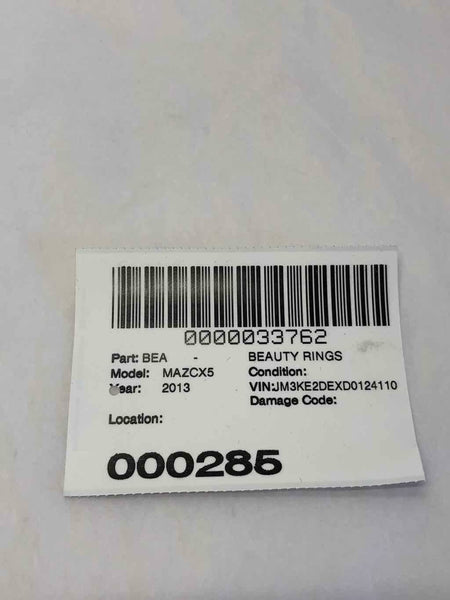 0000033762
Part: BEA - BEAUTY RINGS
Model: MAZCX5 Condition:
Year: 2013 VIN:JM3KE2DEXD0124110
Damage Code:
Location:
000285